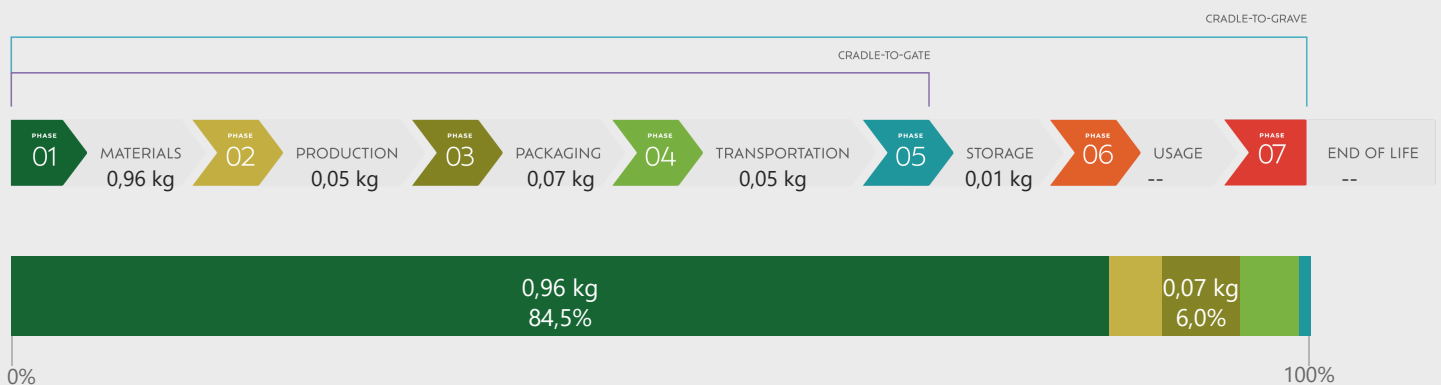 CRADLE-TO-GRAVE
CRADLE-TO-GATE
PHASE
01
MATERIALS
0,96 kg
PHASE
02
PRODUCTION
0,05 kg
PHASE
03
PACKAGING
0,07 kg
PHASE
04
TRANSPORTATION
0,05 kg
PHASE
05
STORAGE
0,01 kg
PHASE
06
USAGE
--
PHASE
07
END OF LIFE
--
0,96 kg
84,5%
0,07 kg
6,0%
0%
100%